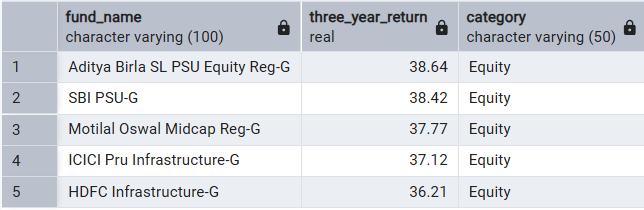 fund_name three_year_return category
character varying (100) real character varying (50)
1 Aditya Birla SL PSU Equity Reg-G 38.64 Equity
2 SBI PSU-G 38.42 Equity
3 Motilal Oswal Midcap Reg-G 37.77 Equity
4 ICICI Pru Infrastructure-G 37.12 Equity
5 HDFC Infrastructure-G 36.21 Equity